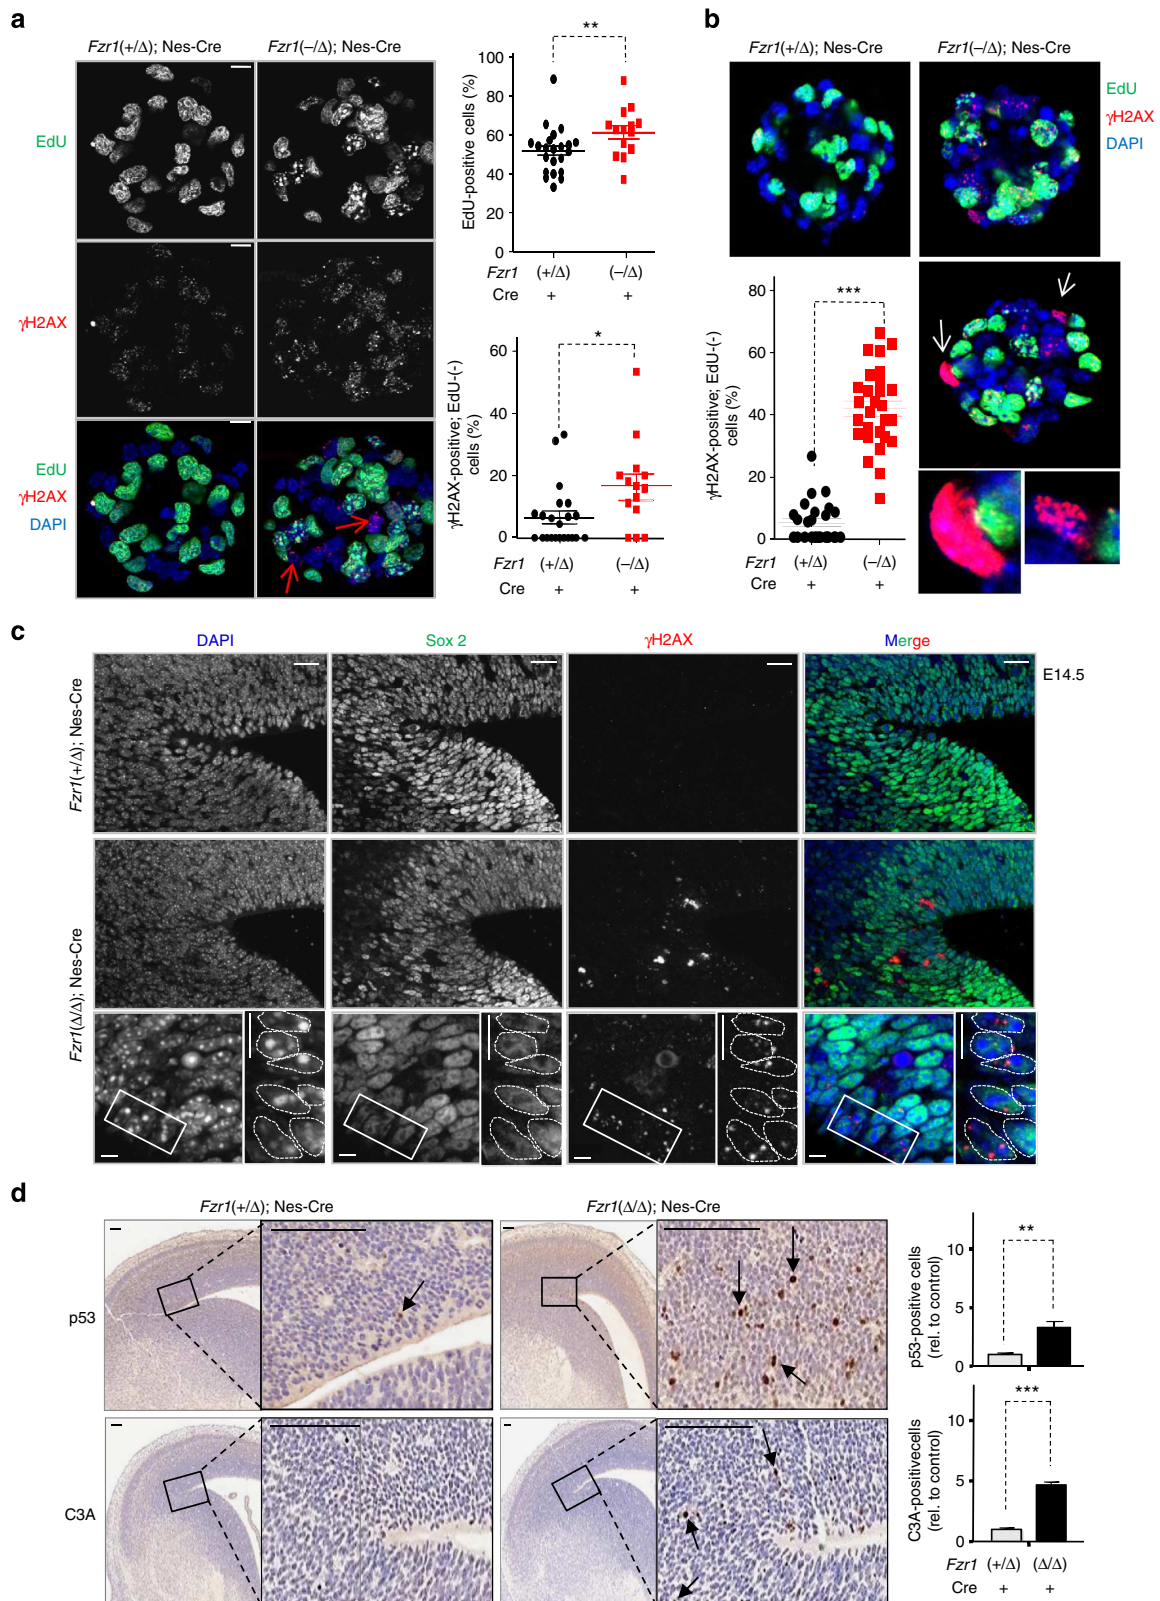 a
Fzr1(+/Δ); Nes-Cre
Fzr1(–/Δ); Nes-Cre
EdU
γH2AX
EdU
γH2AX
DAPI
**
100
80
60
40
20
0
EdU-positive cells (%)
Fzr1 (+/Δ) (–/Δ)
Cre + +
*
60
40
20
0
γH2AX-positive; EdU-(-)
cells (%)
Fzr1 (+/Δ) (–/Δ)
Cre + +
b
Fzr1(+/Δ); Nes-Cre
Fzr1(–/Δ); Nes-Cre
EdU
γH2AX
DAPI
***
80
60
40
20
0
γH2AX-positive; EdU(-)
cells (%)
Fzr1 (+/Δ) (–/Δ)
Cre + +
c
DAPI
Sox 2
γH2AX
Merge
E14.5
Fzr1(+/Δ); Nes-Cre
Fzr1(Δ/Δ); Nes-Cre
d
Fzr1(+/Δ); Nes-Cre
Fzr1(Δ/Δ); Nes-Cre
p53
C3A
**
10
5
0
p53-positive cells
(rel. to control)
***
10
5
0
C3A-positivecells
(rel. to control)
Fzr1 (+/Δ) (Δ/Δ)
Cre + +